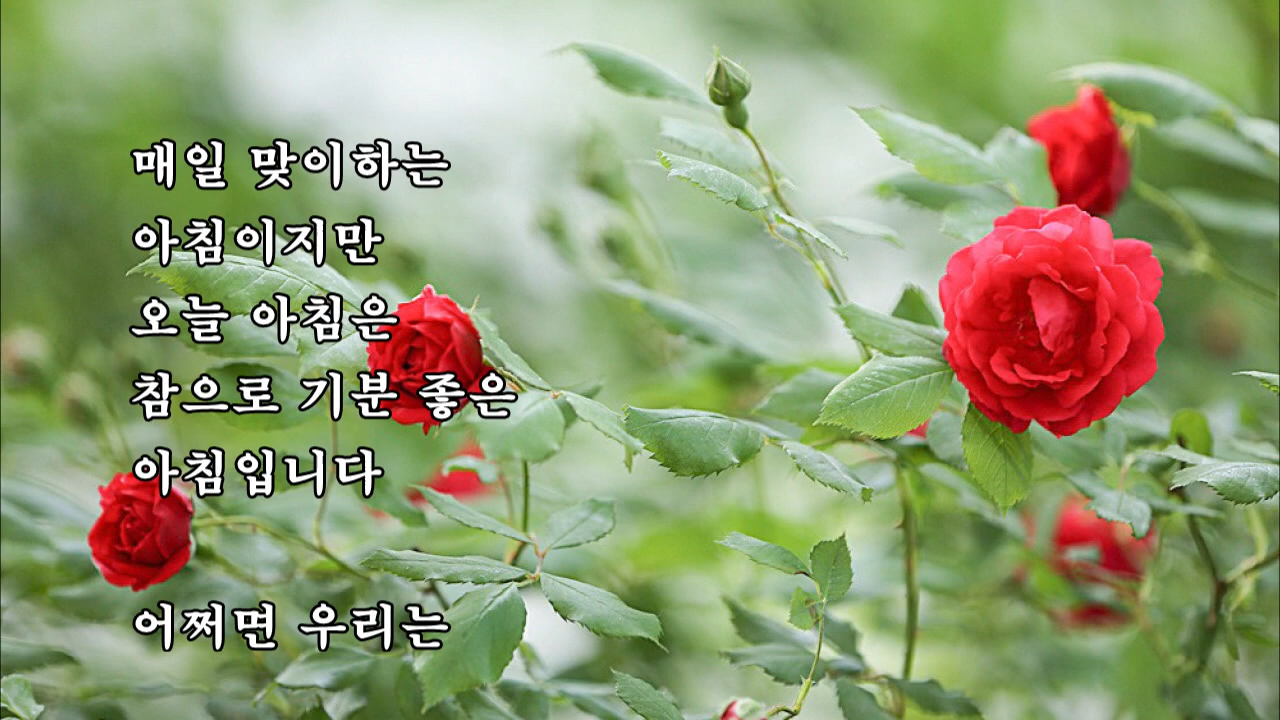 매일 맞이하는
아침이지만
오늘 아침은
참으로 기분 좋은
아침입니다
어쩌면 우리는